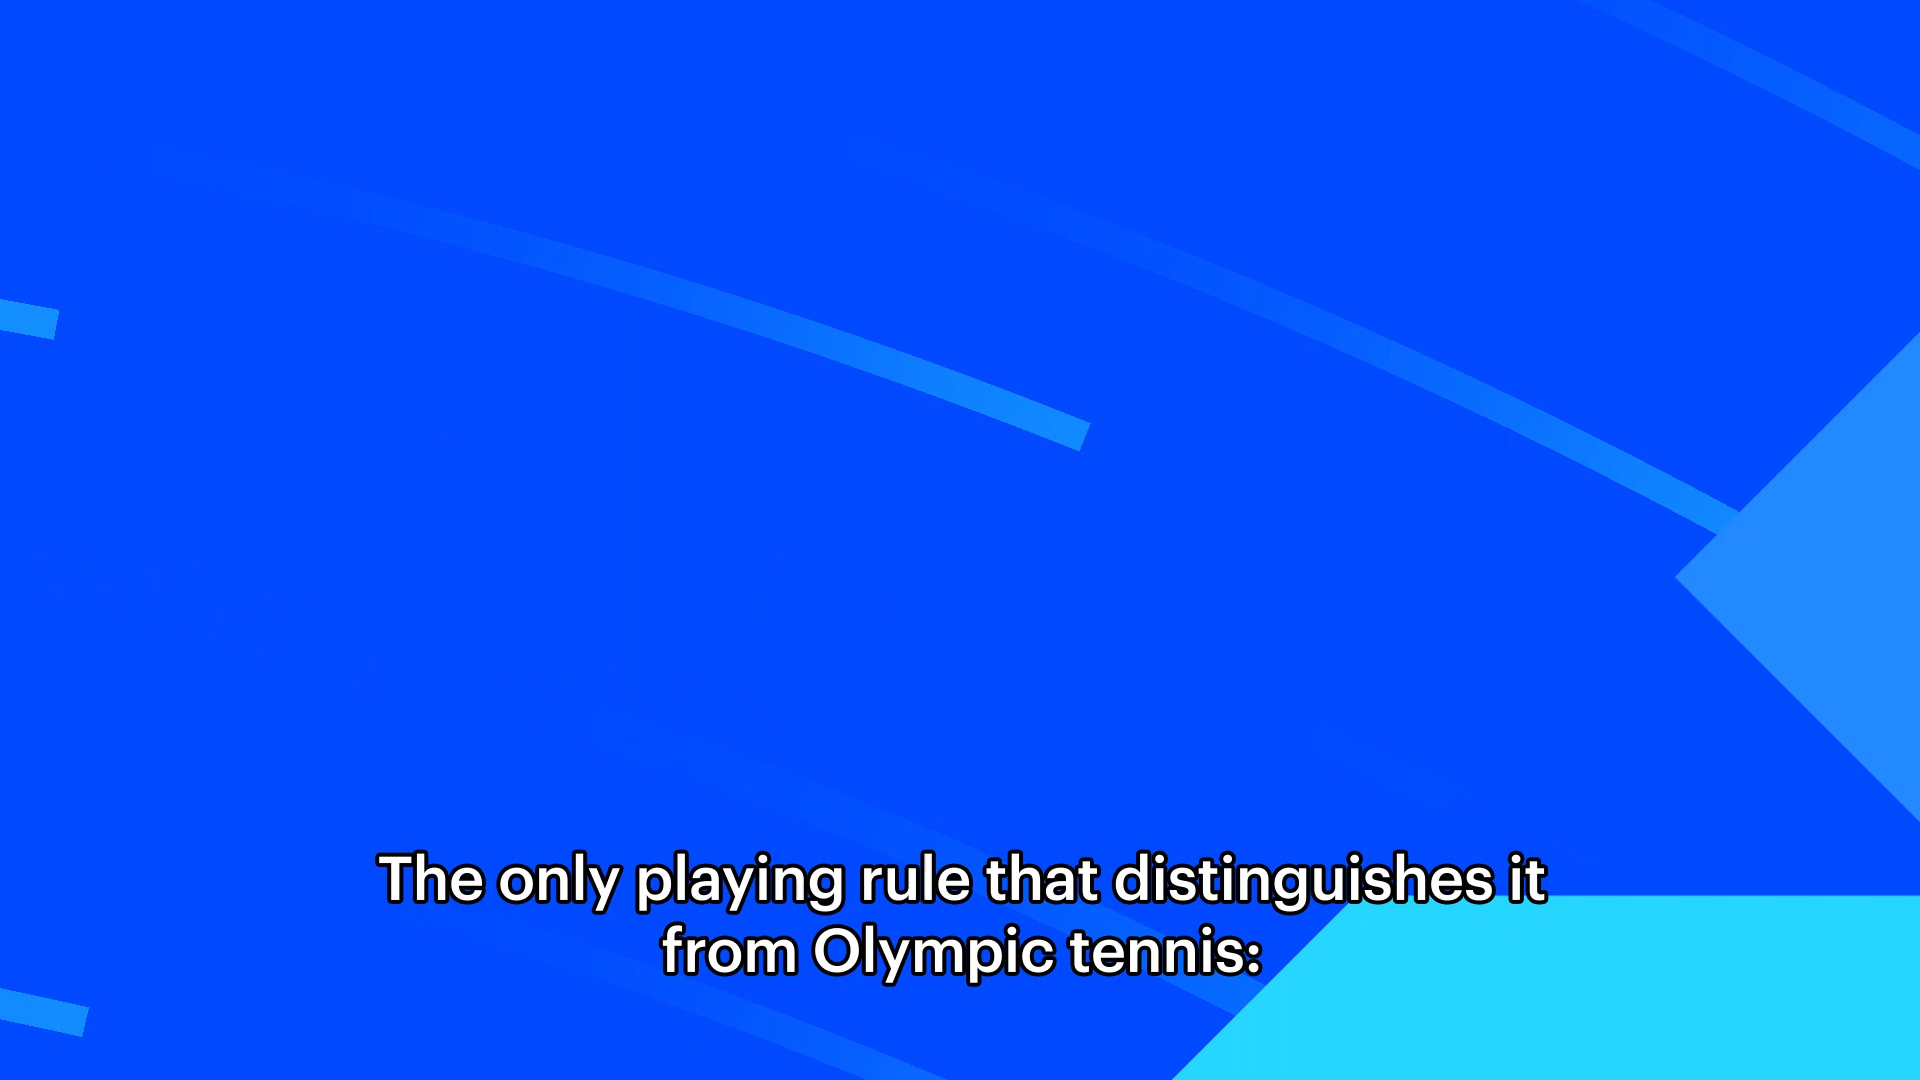 The only playing rule that distinguishes it
from Olympic tennis: